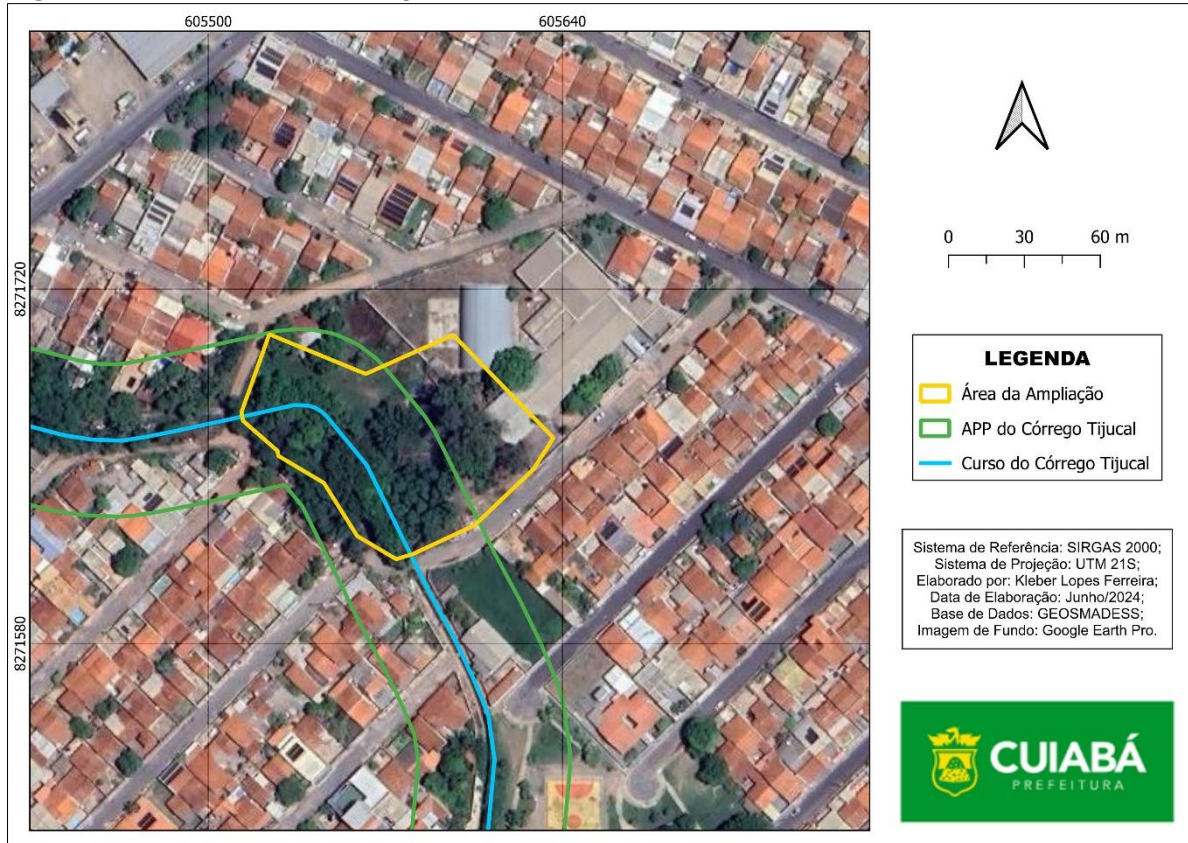 605500
605640
8271720
8271580
0
30
60 m
LEGENDA
Área da Ampliação
APP do Córrego Tijucal
Curso do Córrego Tijucal
Sistema de Referência: SIRGAS 2000;
Sistema de Projeção: UTM 21S;
Elaborado por: Kleber Lopes Ferreira;
Data de Elaboração: Junho/2024;
Base de Dados: GEOSMADESS;
Imagem de Fundo: Google Earth Pro.
CUIABÁ
PREFEITURA